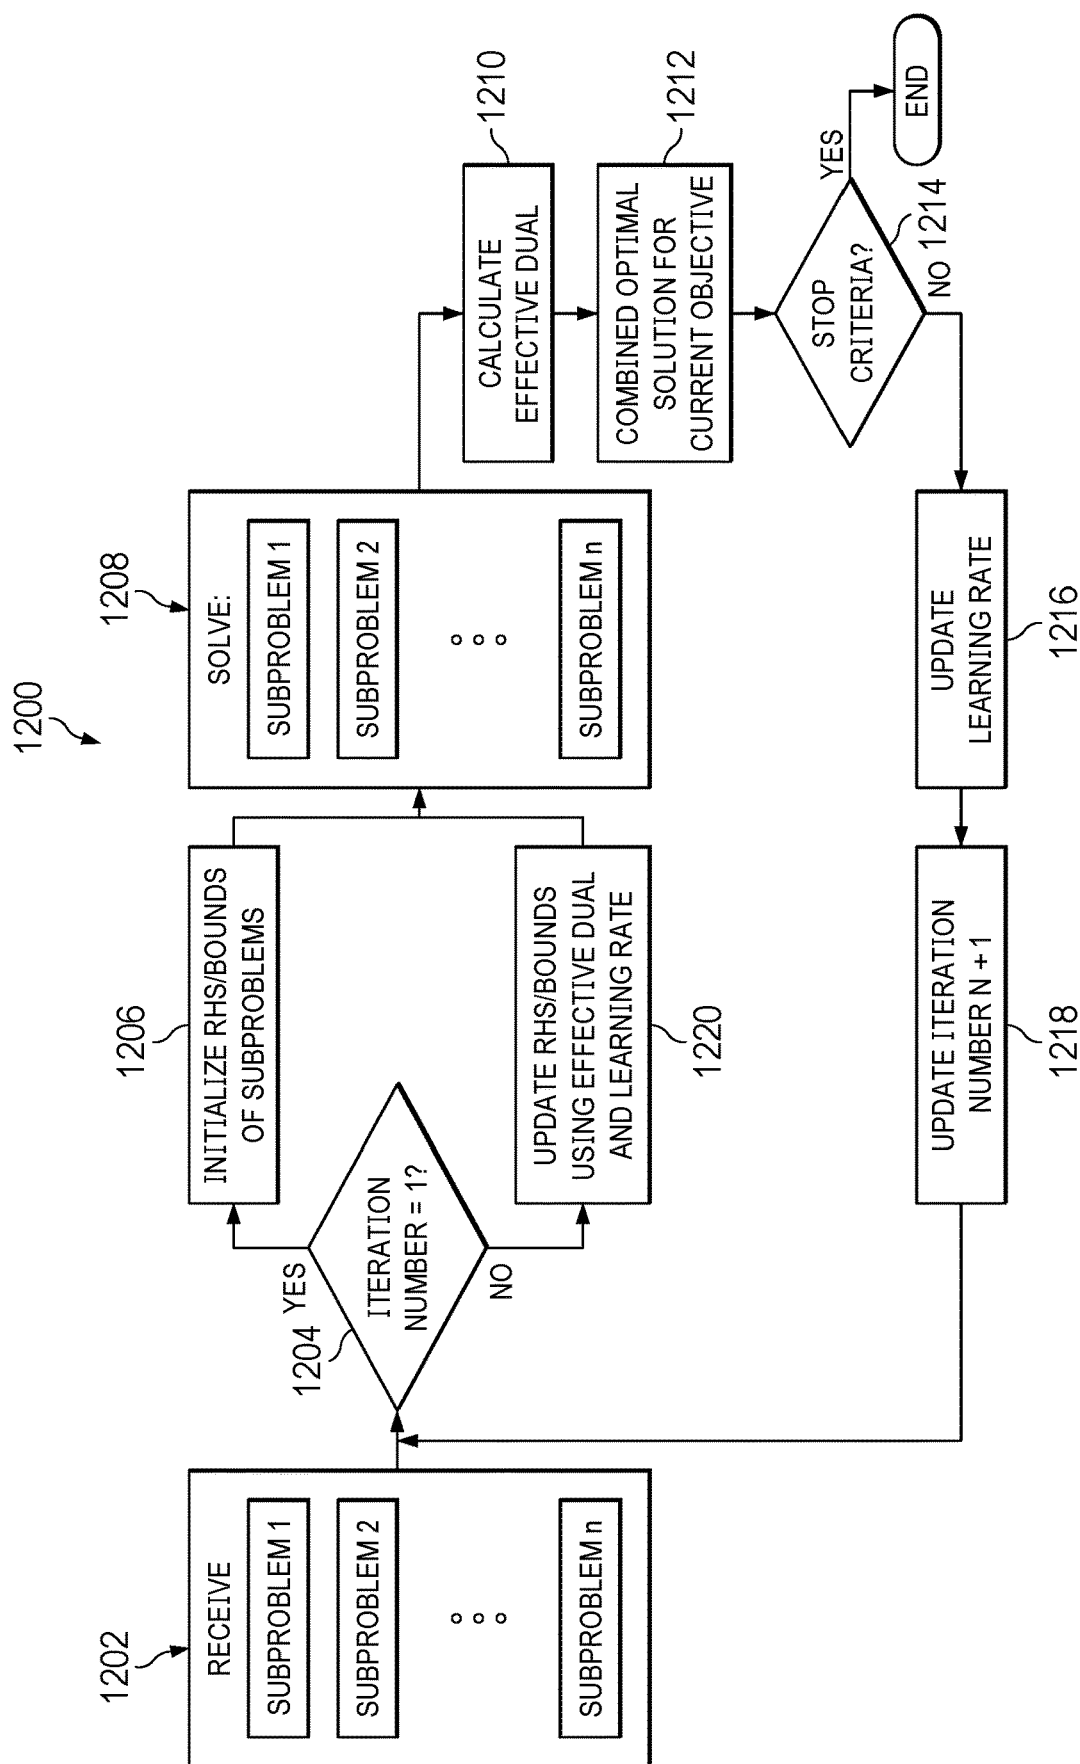 1200
1202
RECEIVE
SUBPROBLEM 1
SUBPROBLEM 2
SUBPROBLEM n
1204
ITERATION
NUMBER = 1?
YES
NO
1206
INITIALIZE RHS/BOUNDS
OF SUBPROBLEMS
UPDATE RHS/BOUNDS
USING EFFECTIVE DUAL
AND LEARNING RATE
1220
1208
SOLVE:
SUBPROBLEM 1
SUBPROBLEM 2
SUBPROBLEM n
CALCULATE
EFFECTIVE DUAL
1210
COMBINED OPTIMAL
SOLUTION FOR
CURRENT OBJECTIVE
1212
STOP
CRITERIA?
YES
NO
1214
END
UPDATE
LEARNING RATE
1216
UPDATE ITERATION
NUMBER N + 1
1218